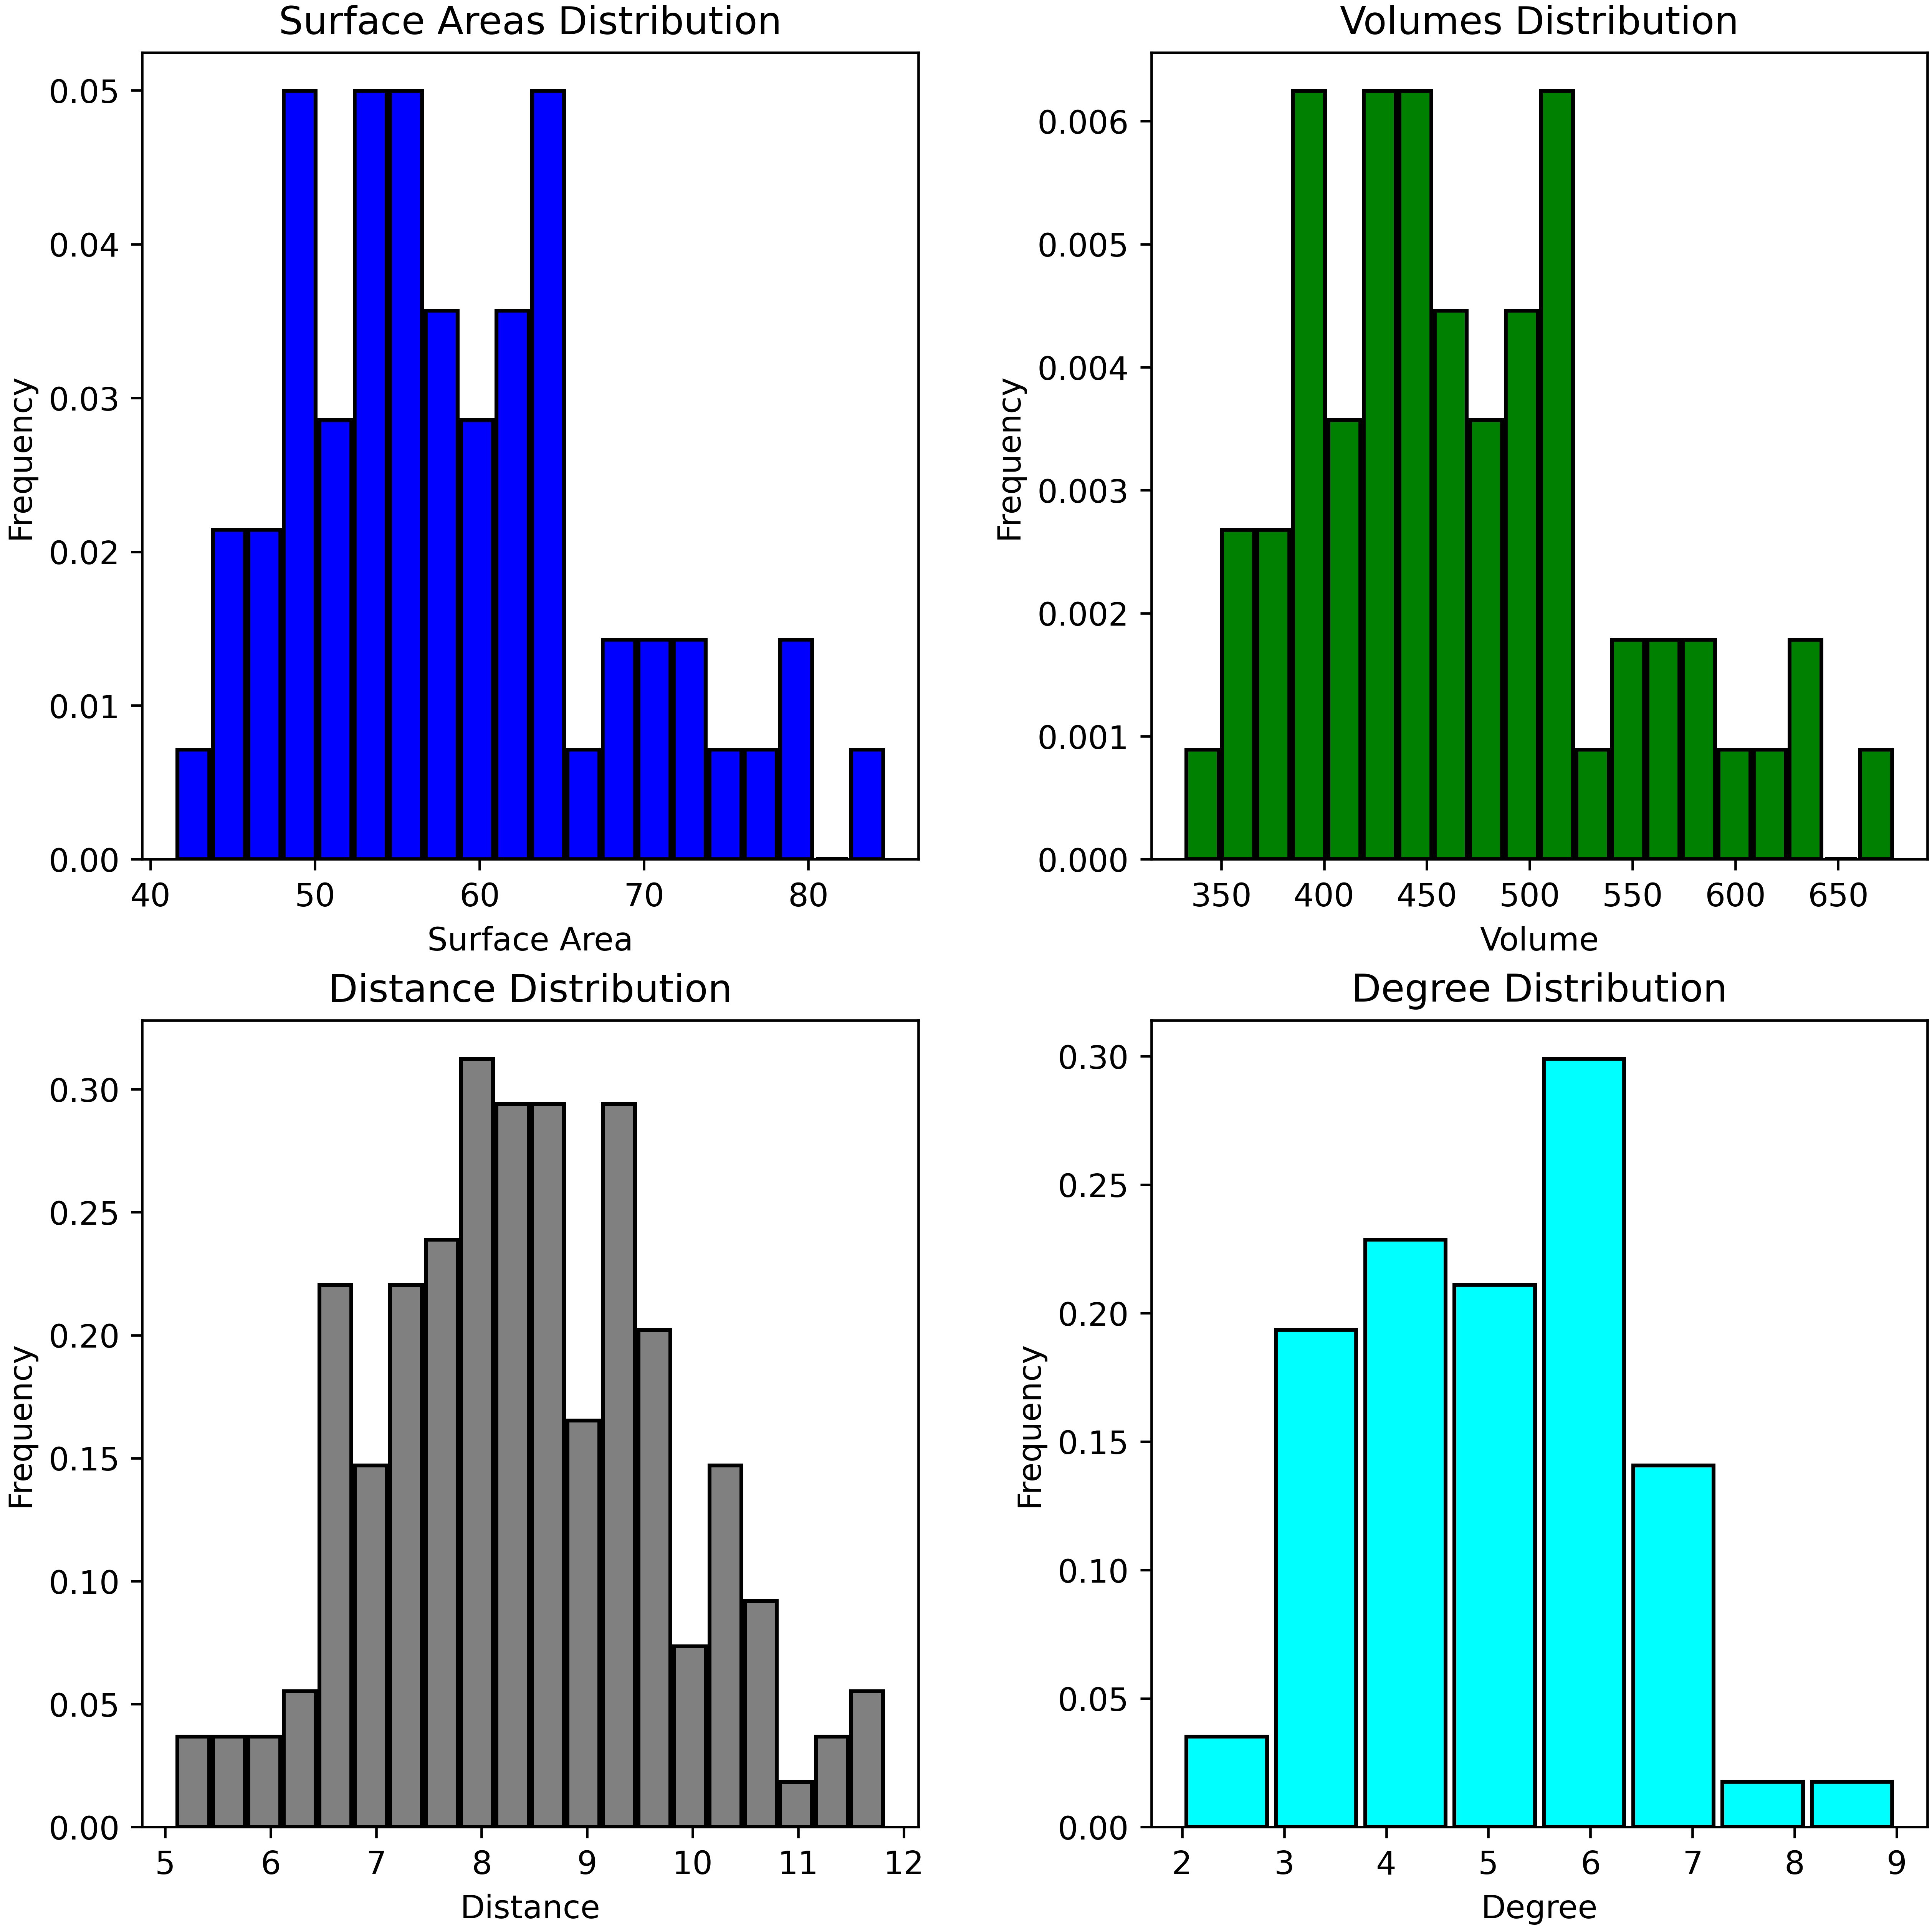 Surface Areas Distribution
0.05
0.04
0.03
0.02
0.01
0.00
Frequency
40 50 60 70 80
Surface Area
Volumes Distribution
0.006
0.005
0.004
0.003
0.002
0.001
0.000
Frequency
350 400 450 500 550 600 650
Volume
Distance Distribution
0.30
0.25
0.20
0.15
0.10
0.05
0.00
Frequency
5 6 7 8 9 10 11 12
Distance
Degree Distribution
0.30
0.25
0.20
0.15
0.10
0.05
0.00
Frequency
2 3 4 5 6 7 8 9
Degree